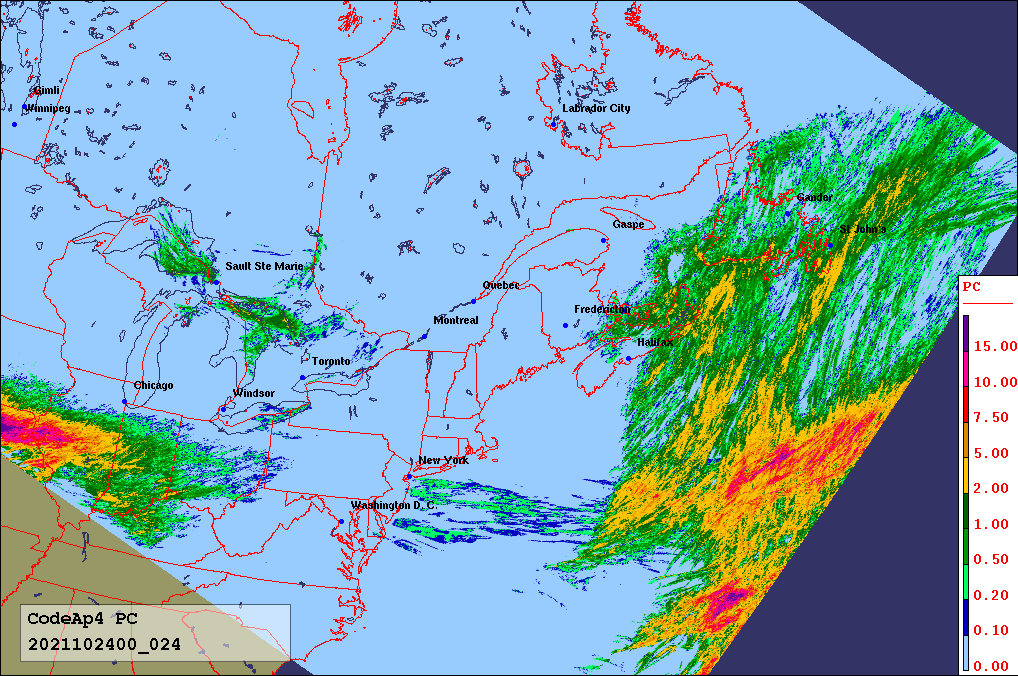 Gimli
Winnipeg
Labrador City
Gander
St John's
Gaspe
Sault Ste Marie
Quebec
Fredericton
Montreal
Halifax
Toronto
Chicago
Windsor
New York
Washington D. C.
PC
15.00
10.00
7.50
5.00
2.00
1.00
0.50
0.20
0.10
0.00
CodeAp4 PC
2021102400_024